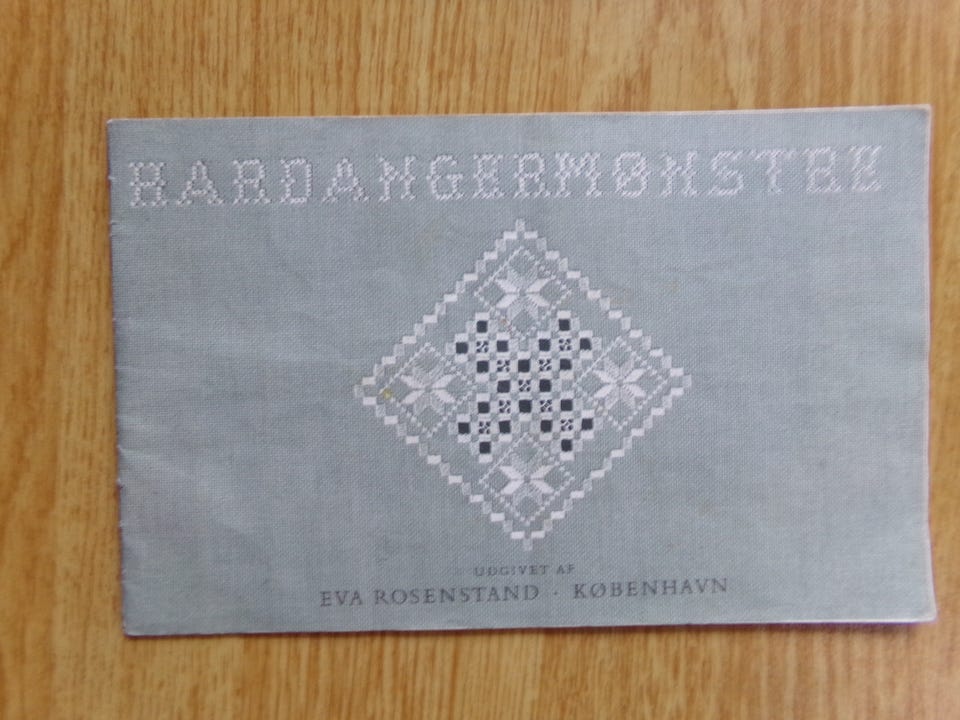 HARDANGERMØNSTRE
UDGIVET AF
EVA ROSENSTAND · KØBENHAVN